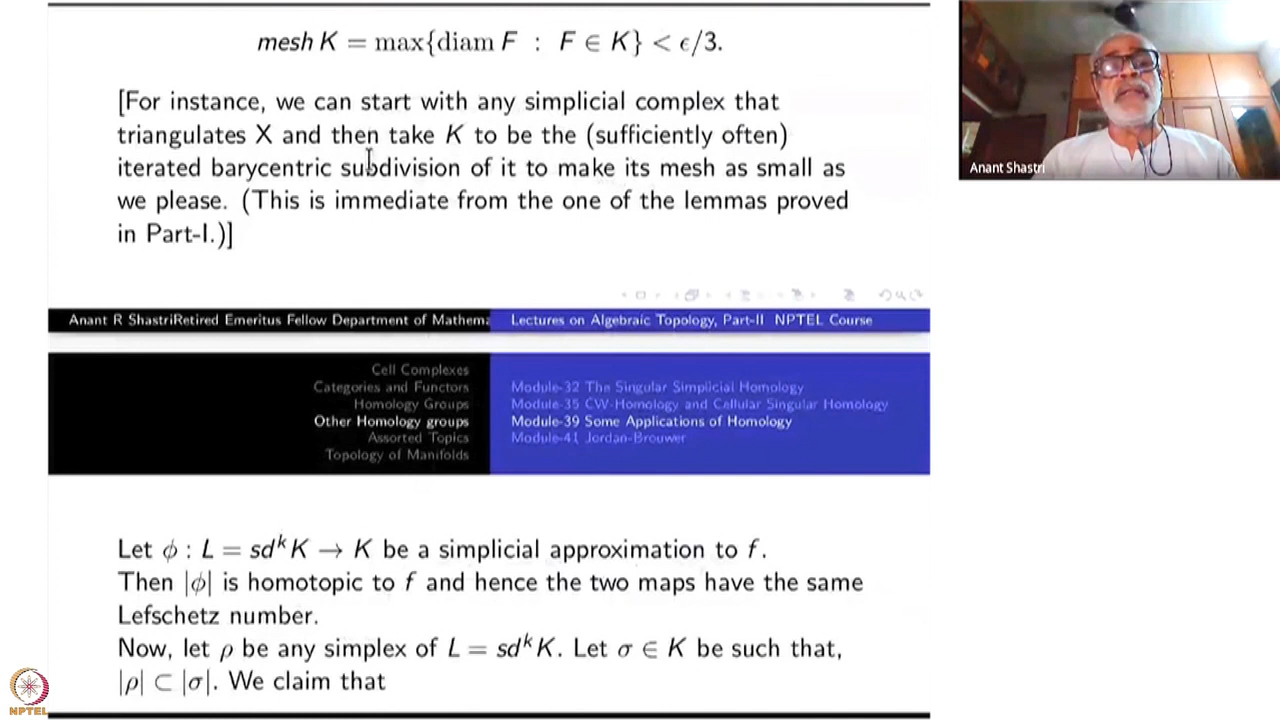 mesh K = max{diam F : F ∈ K} < ϵ/3.
[For instance, we can start with any simplicial complex that
triangulates X and then take K to be the (sufficiently often)
iterated barycentric subdivision of it to make its mesh as small as
we please. (This is immediate from the one of the lemmas proved
in Part-I.)]
Anant Shastri
Anant R ShastriRetired Emeritus Fellow Department of Mathema
Lectures on Algebraic Topology, Part-II NPTEL Course
Cell Complexes
Categories and Functors
Homology Groups
Other Homology groups
Assorted Topics
Topology of Manifolds
Module-32 The Singular Simplicial Homology
Module-35 CW-Homology and Cellular Singular Homology
Module-39 Some Applications of Homology
Module-41 Jordan-Brouwer
Let ϕ : L = sdᵏK → K be a simplicial approximation to f.
Then |ϕ| is homotopic to f and hence the two maps have the same
Lefschetz number.
Now, let ρ be any simplex of L = sdᵏK. Let σ ∈ K be such that,
|ρ| ⊂ |σ|. We claim that
NPTEL